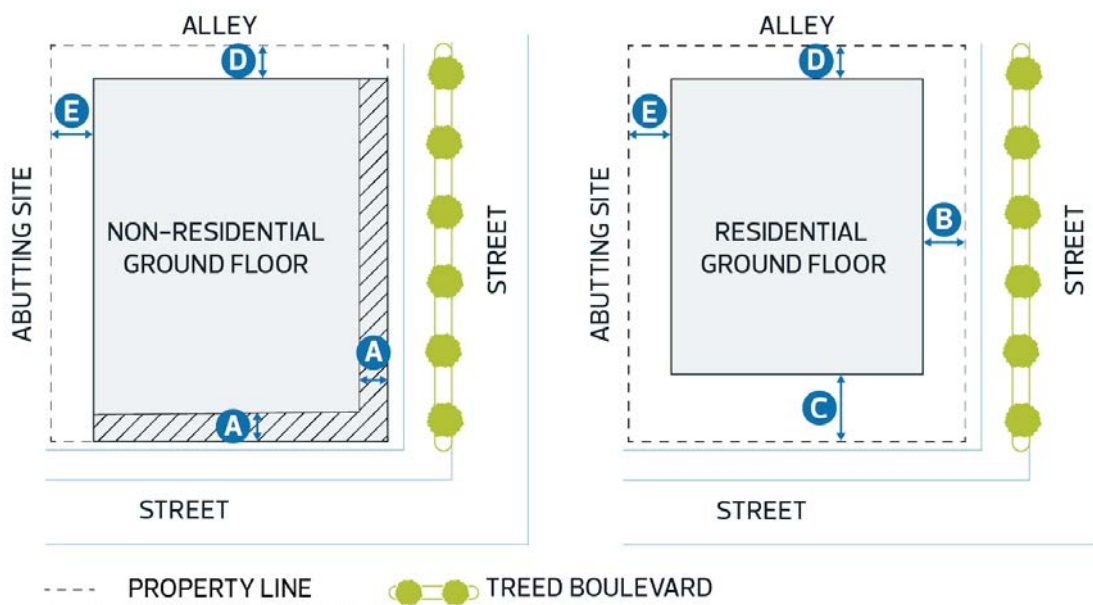 ALLEY
D
E
ABUTTING SITE
NON-RESIDENTIAL
GROUND FLOOR
STREET
A
A
STREET
ALLEY
D
E
ABUTTING SITE
RESIDENTIAL
GROUND FLOOR
B
STREET
C
STREET
PROPERTY LINE
TREED BOULEVARD